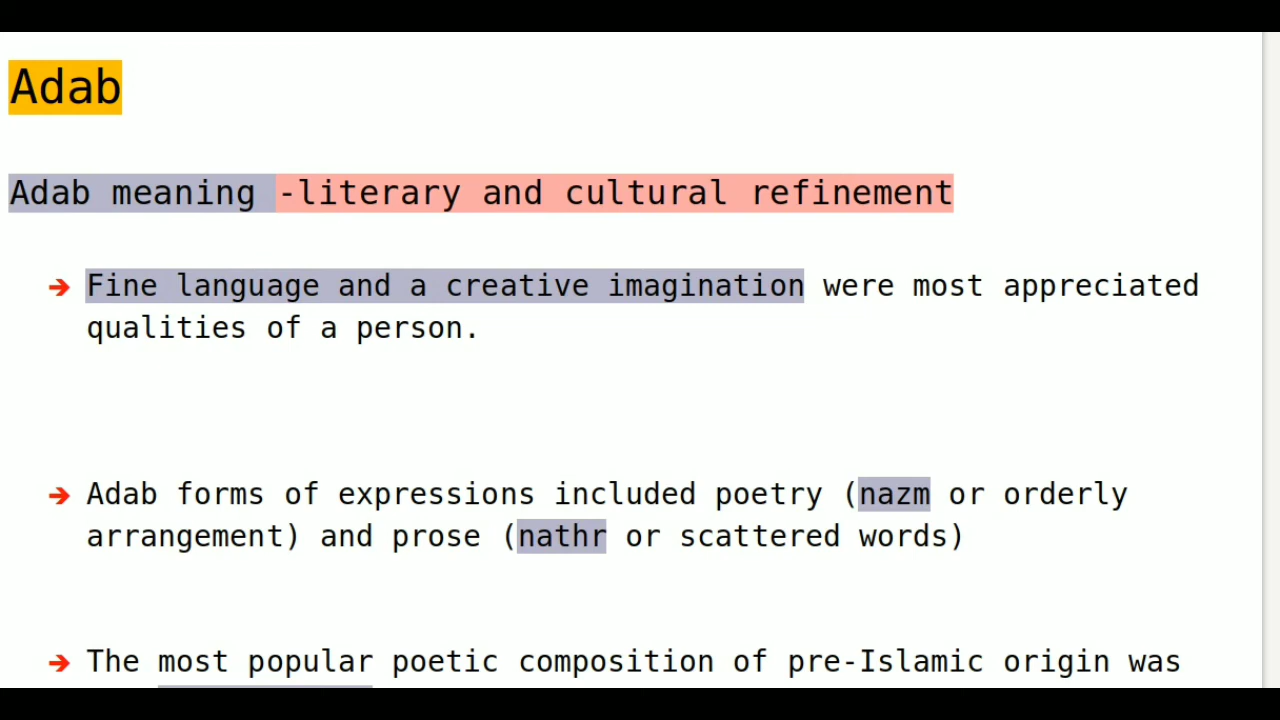 Adab
Adab meaning -literary and cultural refinement
➔ Fine language and a creative imagination were most appreciated
qualities of a person.
➔ Adab forms of expressions included poetry (nazm or orderly
arrangement) and prose (nathr or scattered words)
➔ The most popular poetic composition of pre-Islamic origin was